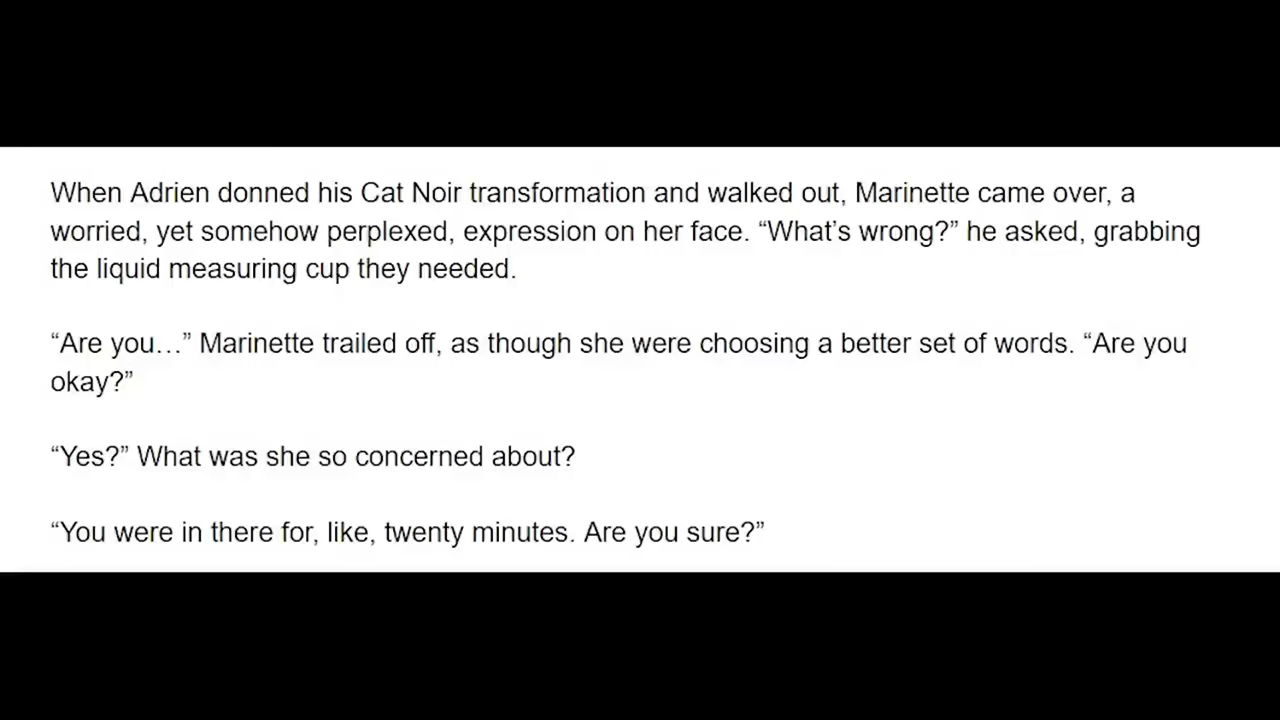 When Adrien donned his Cat Noir transformation and walked out, Marinette came over, a
worried, yet somehow perplexed, expression on her face. “What’s wrong?” he asked, grabbing
the liquid measuring cup they needed.
“Are you…” Marinette trailed off, as though she were choosing a better set of words. “Are you
okay?”
“Yes?” What was she so concerned about?
“You were in there for, like, twenty minutes. Are you sure?”